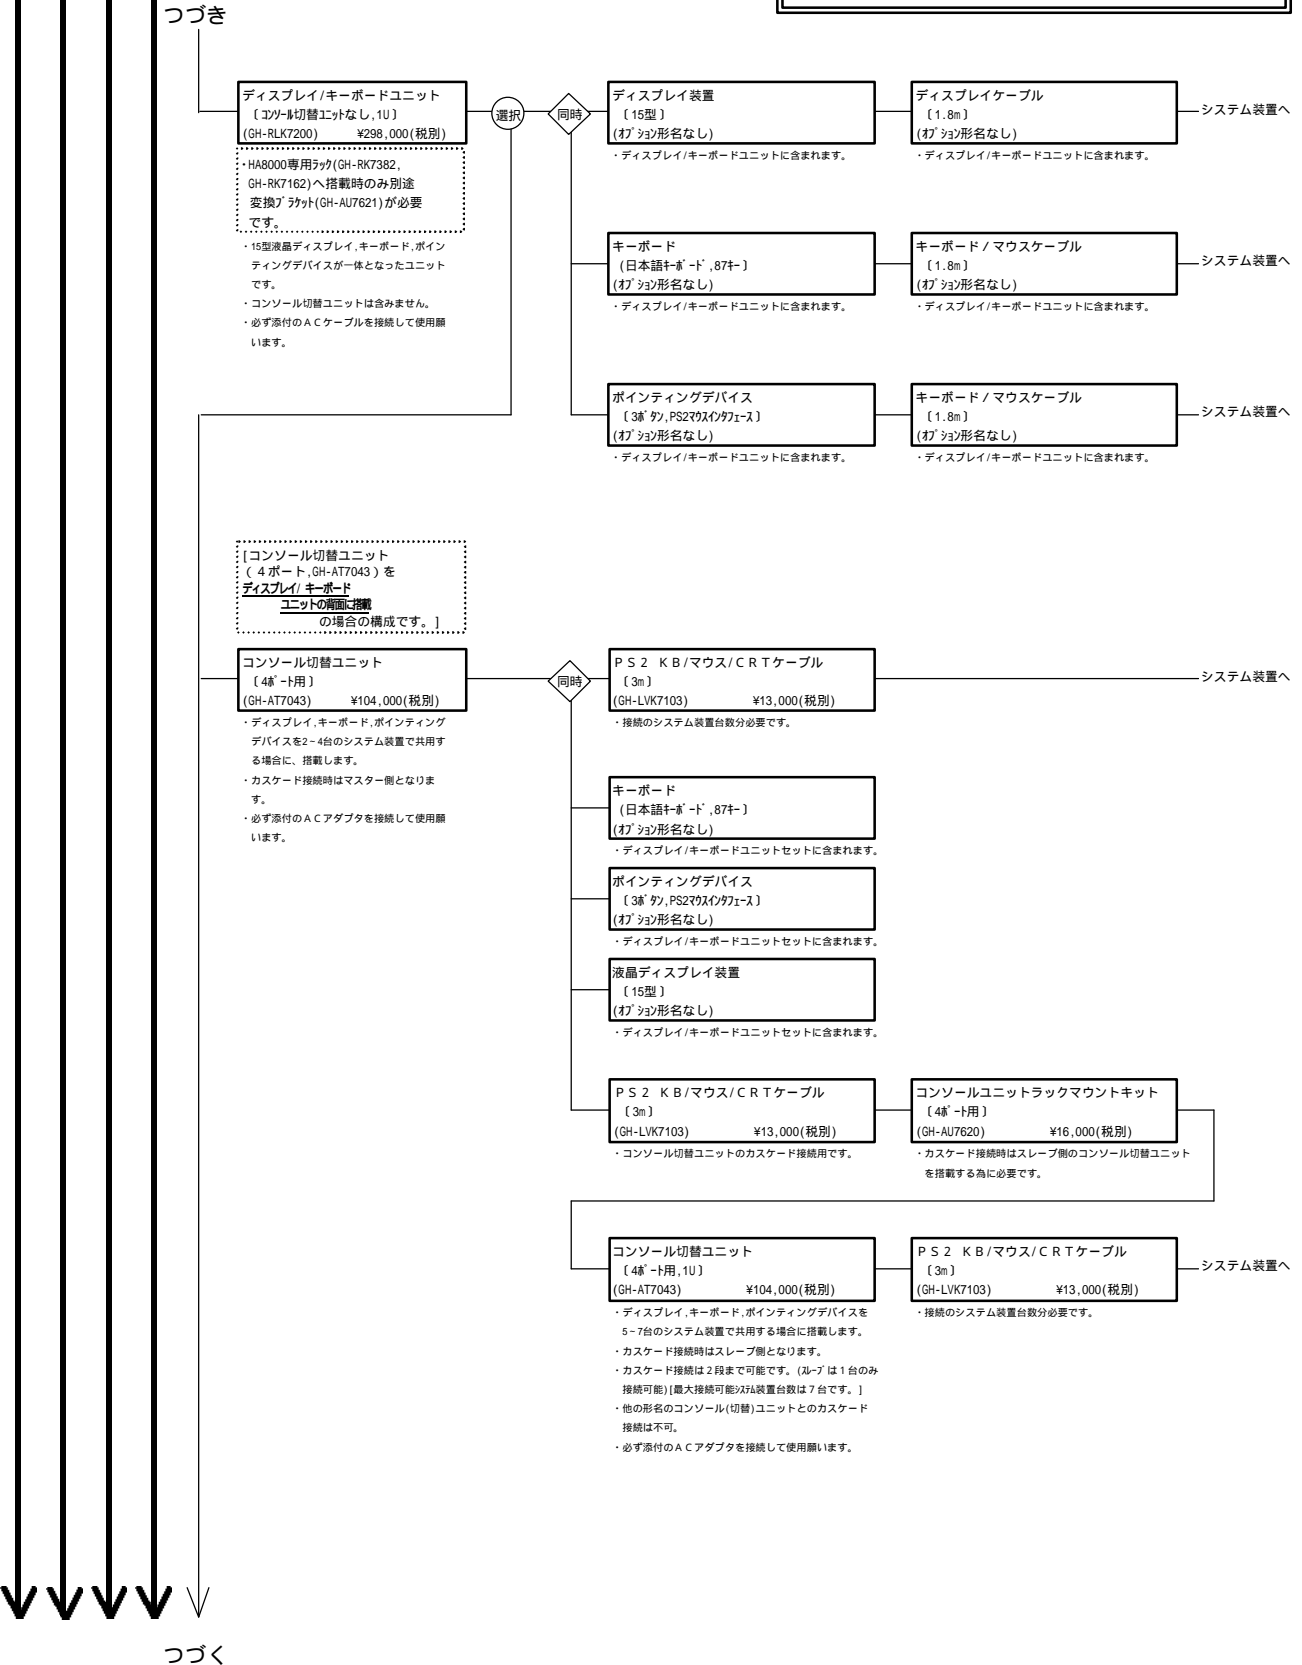 つづき
ディスプレイ/キーボードユニット
〔ｺﾝｿｰﾙ切替ﾕﾆｯﾄなし,1U〕
(GH-RLK7200) ¥298,000(税別)
選択
同時
ディスプレイ装置
〔15型〕
(ｵﾌﾟｼｮﾝ形名なし)
・ディスプレイ/キーボードユニットに含まれます。
ディスプレイケーブル
〔1.8m〕
(ｵﾌﾟｼｮﾝ形名なし)
・ディスプレイ/キーボードユニットに含まれます。
システム装置へ
・HA8000専用ﾗｯｸ(GH-RK7382,
GH-RK7162)へ搭載時のみ別途
変換ﾌﾞﾗｹｯﾄ(GH-AU7621)が必要
です。
・15型液晶ディスプレイ,キーボード,ポイン
ティングデバイスが一体となったユニット
です。
・コンソール切替ユニットは含みません。
・必ず添付のＡＣケーブルを接続して使用願
います。
キーボード
(日本語ｷｰﾎﾞｰﾄﾞ,87ｷｰ〕
(ｵﾌﾟｼｮﾝ形名なし)
・ディスプレイ/キーボードユニットに含まれます。
キーボード / マウスケーブル
〔1.8m〕
(ｵﾌﾟｼｮﾝ形名なし)
・ディスプレイ/キーボードユニットに含まれます。
システム装置へ
ポインティングデバイス
〔3ﾎﾞﾀﾝ,PS2ﾏｳｽｲﾝﾀﾌｪｰｽ〕
(ｵﾌﾟｼｮﾝ形名なし)
・ディスプレイ/キーボードユニットに含まれます。
キーボード / マウスケーブル
〔1.8m〕
(ｵﾌﾟｼｮﾝ形名なし)
・ディスプレイ/キーボードユニットに含まれます。
システム装置へ
[コンソール切替ユニット
(４ポート,GH-AT7043)を
ディスプレイ/ キーボード
ユニットの背面に搭載
の場合の構成です。]
コンソール切替ユニット
〔4ﾎﾟｰﾄ用〕
(GH-AT7043) ¥104,000(税別)
・ディスプレイ,キーボード,ポインティング
デバイスを2~4台のシステム装置で共用す
る場合に、搭載します。
・カスケード接続時はマスター側となりま
す。
・必ず添付のＡＣアダプタを接続して使用願
います。
同時
ＰＳ２ ＫＢ/マウス/ＣＲＴケーブル
〔3m〕
(GH-LVK7103) ¥13,000(税別)
・接続のシステム装置台数分必要です。
システム装置へ
キーボード
(日本語ｷｰﾎﾞｰﾄﾞ,87ｷｰ〕
(ｵﾌﾟｼｮﾝ形名なし)
・ディスプレイ/キーボードユニットセットに含まれます。
ポインティングデバイス
〔3ﾎﾞﾀﾝ,PS2ﾏｳｽｲﾝﾀﾌｪｰｽ〕
(ｵﾌﾟｼｮﾝ形名なし)
・ディスプレイ/キーボードユニットセットに含まれます。
液晶ディスプレイ装置
〔15型〕
(ｵﾌﾟｼｮﾝ形名なし)
・ディスプレイ/キーボードユニットセットに含まれます。
ＰＳ２ ＫＢ/マウス/ＣＲＴケーブル
〔3m〕
(GH-LVK7103) ¥13,000(税別)
・コンソール切替ユニットのカスケード接続用です。
コンソールユニットラックマウントキット
〔4ﾎﾟｰﾄ用〕
(GH-AU7620) ¥16,000(税別)
・カスケード接続時はスレーブ側のコンソール切替ユニット
を搭載する為に必要です。
コンソール切替ユニット
〔4ﾎﾟｰﾄ用,1U〕
(GH-AT7043) ¥104,000(税別)
・ディスプレイ,キーボード,ポインティングデバイスを
5~7台のシステム装置で共用する場合に搭載します。
・カスケード接続時はスレーブ側となります。
・カスケード接続は２段まで可能です。(ｽﾚｰﾌﾞは１台のみ
接続可能)[最大接続可能ｼｽﾃﾑ装置台数は７台です。]
・他の形名のコンソール(切替)ユニットとのカスケード
接続は不可。
・必ず添付のＡＣアダプタを接続して使用願います。
ＰＳ２ ＫＢ/マウス/ＣＲＴケーブル
〔3m〕
(GH-LVK7103) ¥13,000(税別)
・接続のシステム装置台数分必要です。
システム装置へ
つづく